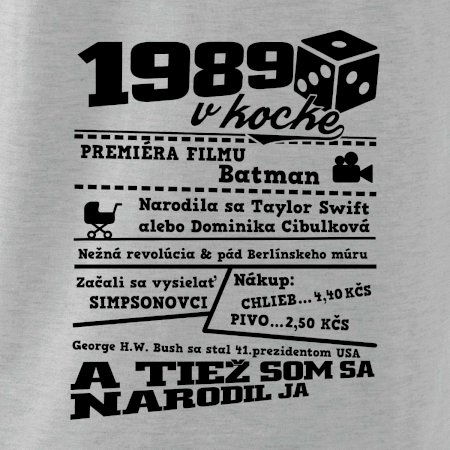 1989
v kocke
PREMIÉRA FILMU
Batman
Narodila sa Taylor Swift
alebo Dominika Cibulková
Nežná revolúcia & pád Berlínskeho múru
Začali sa vysielať
SIMPSONOVCI
Nákup:
CHLIEB...4,40 KČS
PIVO...2,50 KČS
George H.W. Bush sa stal 41.prezidentom USA
A TIEŽ SOM SA
NARODIL JA